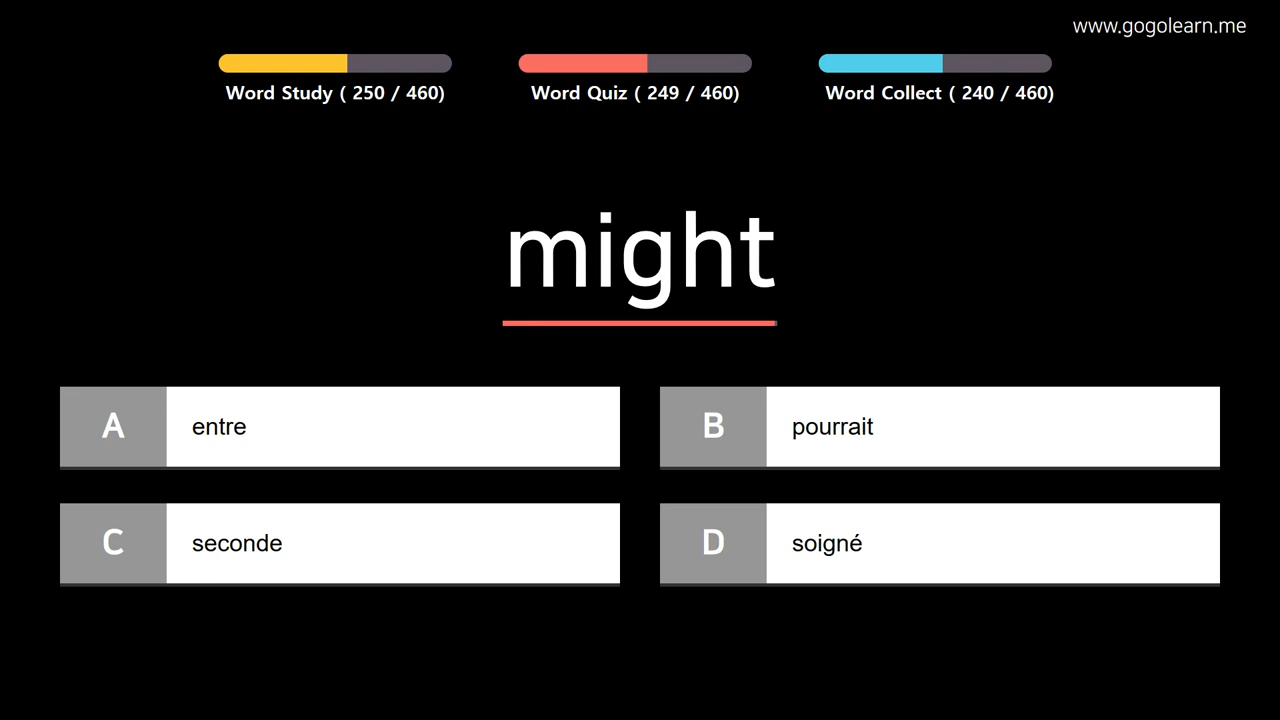 www.gogolearn.me
Word Study ( 250 / 460)
Word Quiz ( 249 / 460)
Word Collect ( 240 / 460)
might
A entre
B pourrait
C seconde
D soigné